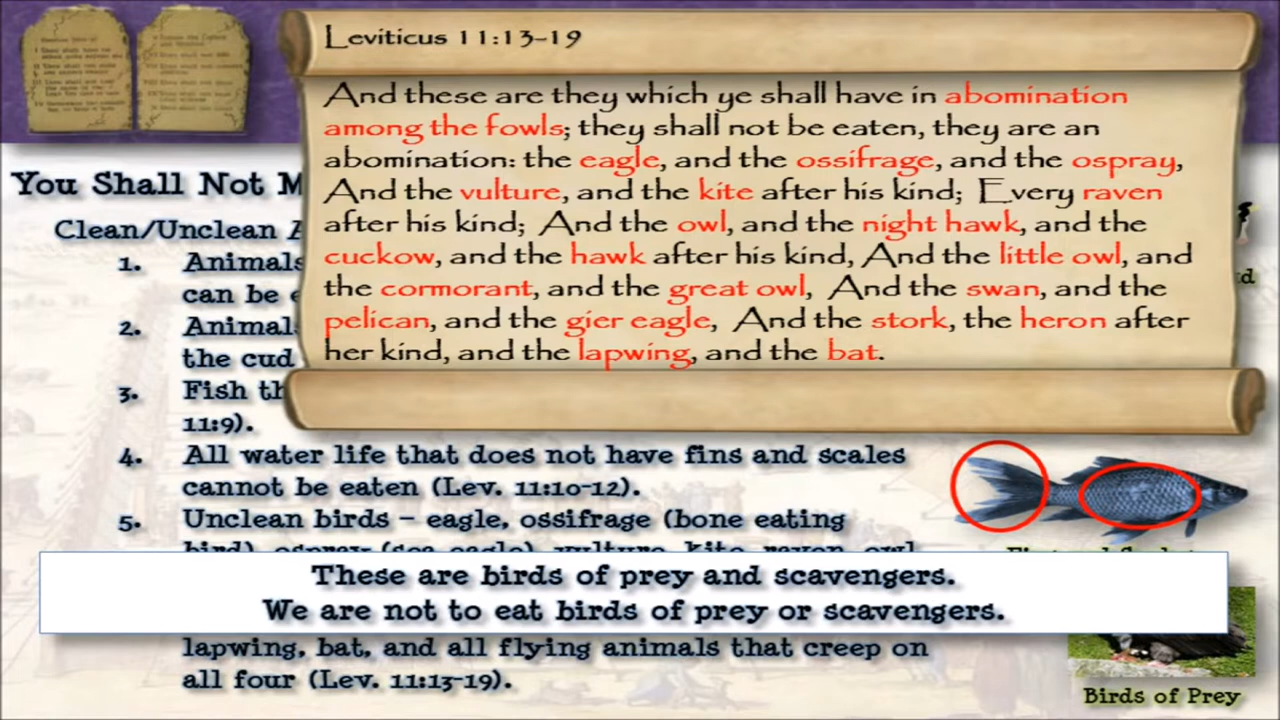 Leviticus 11:13-19
And these are they which ye shall have in abomination
among the fowls; they shall not be eaten, they are an
abomination: the eagle, and the ossifrage, and the ospray,
And the vulture, and the kite after his kind; Every raven
after his kind; And the owl, and the night hawk, and the
cuckow, and the hawk after his kind, And the little owl, and
the cormorant, and the great owl, And the swan, and the
pelican, and the gier eagle, And the stork, the heron after
her kind, and the lapwing, and the bat.
You Shall Not M
Clean/Unclean A
1. Animals
can be e
2. Animal
the cud
3. Fish th
11:9).
4. All water life that does not have fins and scales
cannot be eaten (Lev. 11:10-12).
5. Unclean birds – eagle, ossifrage (bone eating
bird), ospray (sea eagle), vulture, kite, raven, owl,
These are birds of prey and scavengers.
We are not to eat birds of prey or scavengers.
lapwing, bat, and all flying animals that creep on
all four (Lev. 11:13-19).
Birds of Prey